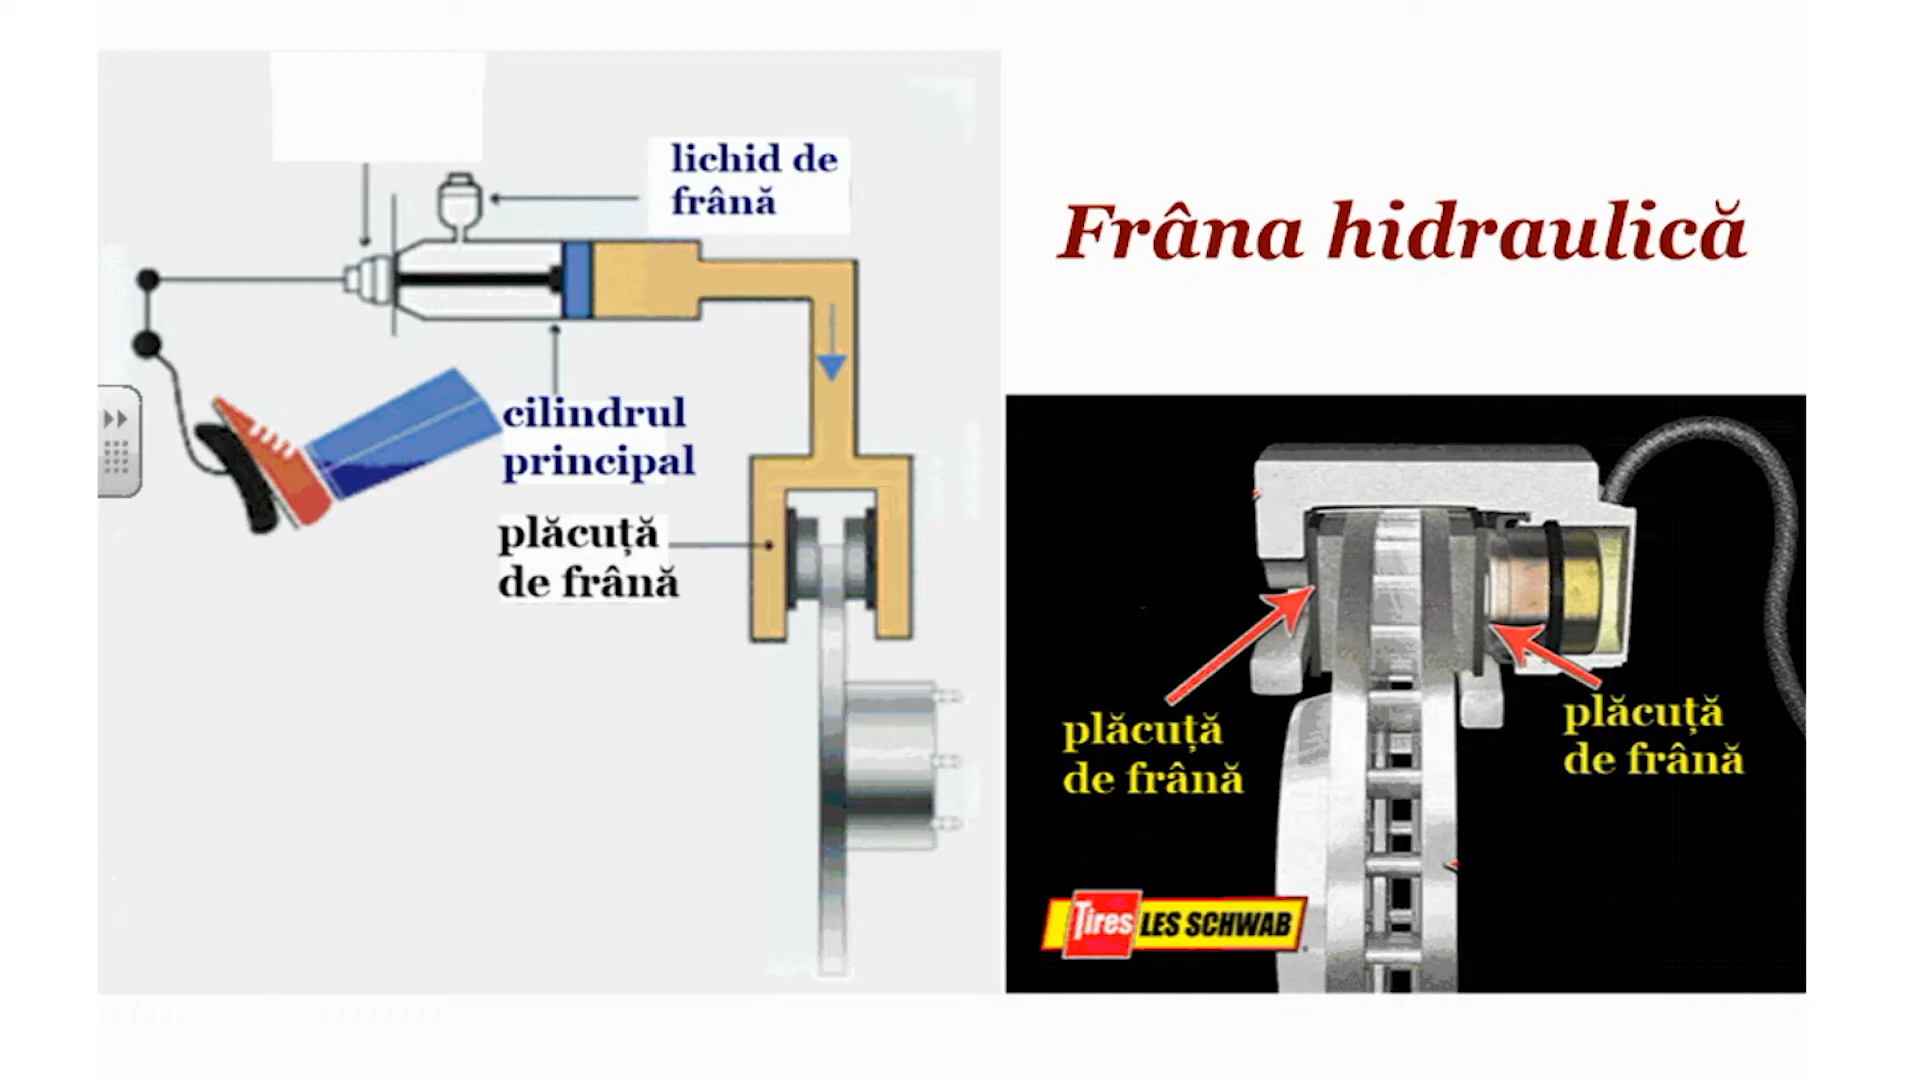 lichid de
frână
cilindrul
principal
plăcuță
de frână
Frâna hidraulică
plăcuță
de frână
plăcuță
de frână
Tires LES SCHWAB